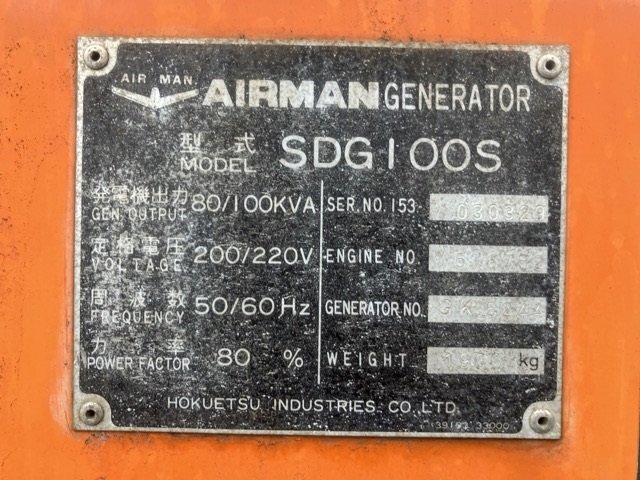 AIR MAN
AIRMAN GENERATOR
型式 MODEL SDG100S
発電機出力 GEN. OUTPUT 80/100KVA
SER. NO. 153
定格電圧 VOLTAGE 200/220V
ENGINE NO.
周波数 FREQUENCY 50/60 Hz
GENERATOR NO.
力率 POWER FACTOR 80 %
WEIGHT kg
HOKUETSU INDUSTRIES CO., LTD.